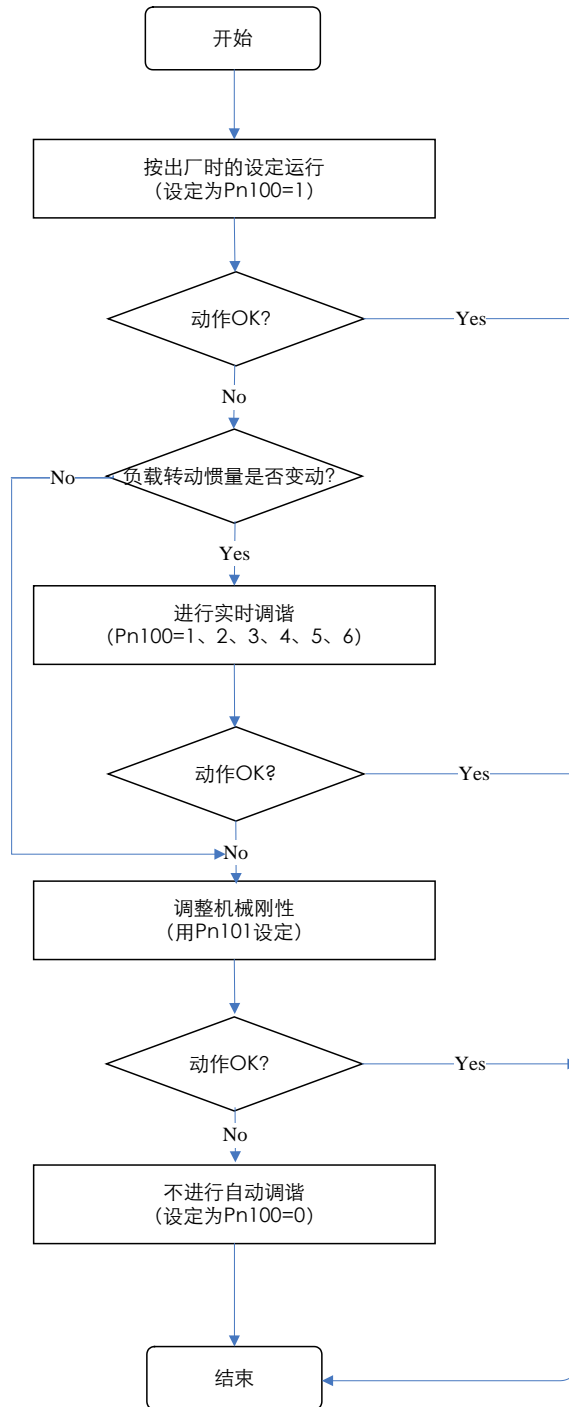 开始
按出厂时的设定运行
（设定为Pn100=1）
动作OK?
Yes
No
负载转动惯量是否变动?
No
Yes
进行实时调谐
（Pn100=1、2、3、4、5、6）
动作OK?
Yes
No
调整机械刚性
（用Pn101设定）
动作OK?
Yes
No
不进行自动调谐
（设定为Pn100=0）
结束